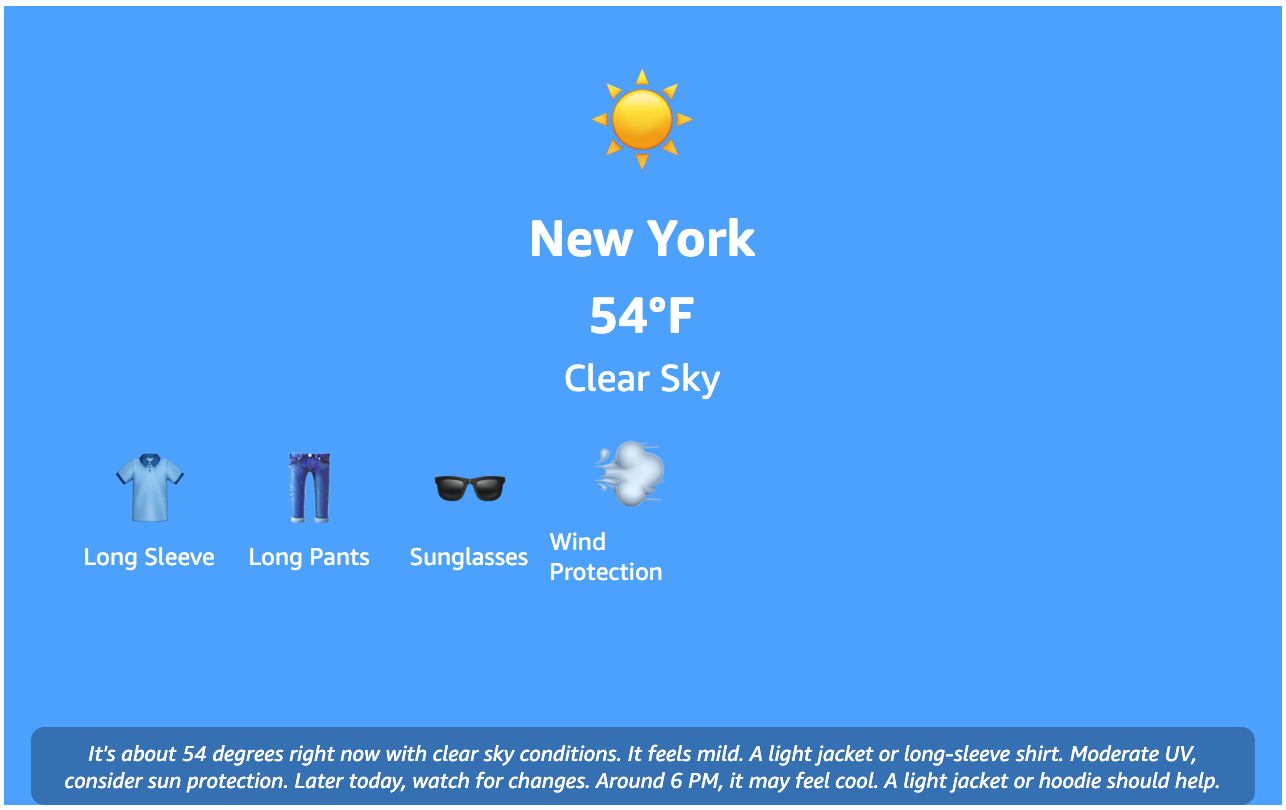 New York
54°F
Clear Sky
Long Sleeve
Long Pants
Sunglasses
Wind
Protection
It's about 54 degrees right now with clear sky conditions. It feels mild. A light jacket or long-sleeve shirt. Moderate UV,
consider sun protection. Later today, watch for changes. Around 6 PM, it may feel cool. A light jacket or hoodie should help.